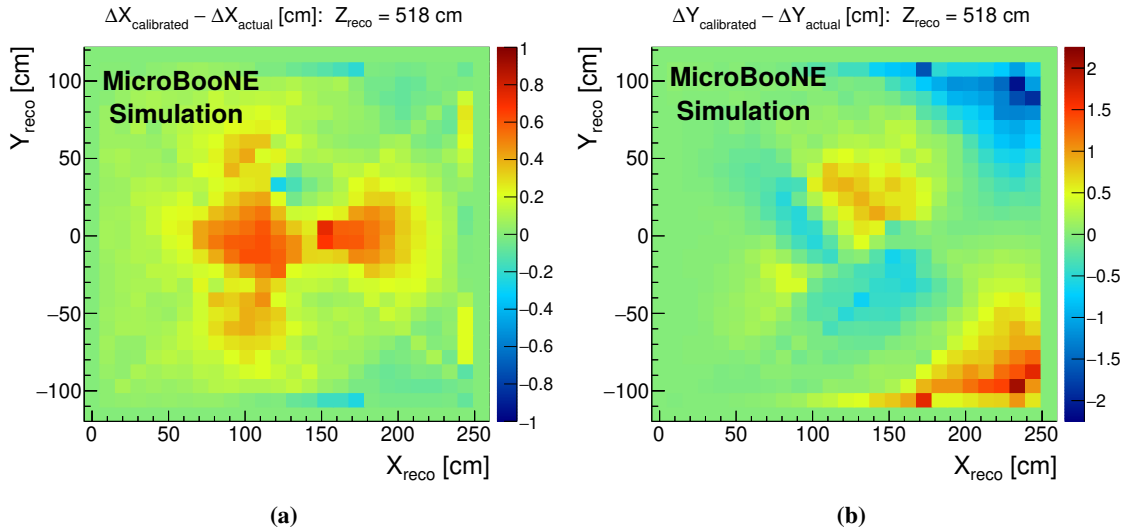 ΔX_calibrated − ΔX_actual [cm]: Z_reco = 518 cm
Y_reco [cm]
100
50
0
−50
−100
MicroBooNE
Simulation
1
0.8
0.6
0.4
0.2
0
−0.2
−0.4
−0.6
−0.8
−1
0 50 100 150 200 250
X_reco [cm]
(a)
ΔY_calibrated − ΔY_actual [cm]: Z_reco = 518 cm
Y_reco [cm]
100
50
0
−50
−100
MicroBooNE
Simulation
2
1.5
1
0.5
0
−0.5
−1
−1.5
−2
0 50 100 150 200 250
X_reco [cm]
(b)